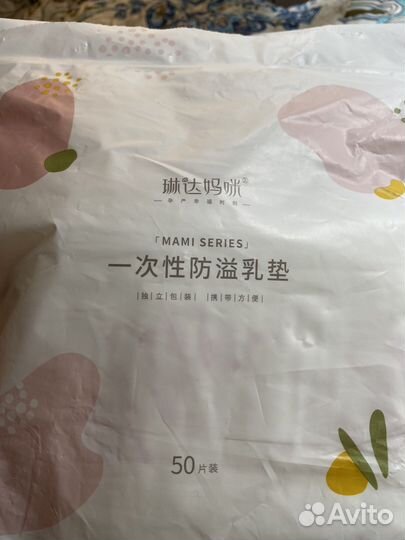 琳达妈咪®
孕产幸福时刻
「MAMI SERIES」
一次性防溢乳垫
|独|立|包|装| |携|带|方|便|
50片装
Avito